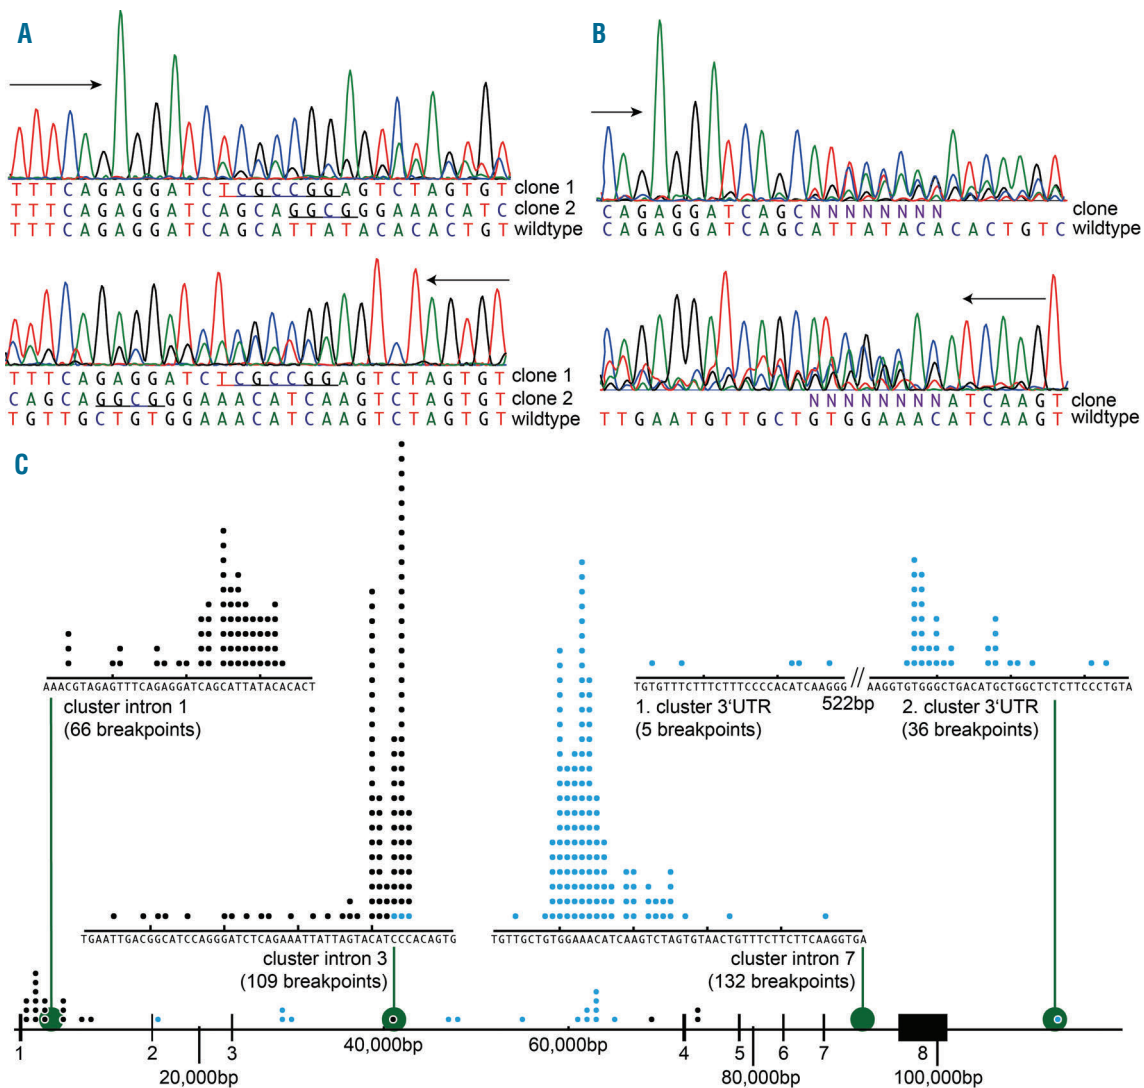 A
TTTCAGAGGATCTCGCCGGAGTCTAGTGT clone 1
TTTCAGAGGATCAGCAGGCGGGAAACATC clone 2
TTTCAGAGGATCAGCATTATACACACTGT wildtype
TTTCAGAGGATCTCGCCGGAGTCTAGTGT clone 1
CAGCAGGCGGGAAACATCAAGTCTAGTGT clone 2
TGTTGCTGTGGAAACATCAAGTCTAGTGT wildtype
B
CAGAGGATCAGCNNNNNNNN clone
CAGAGGATCAGCATTATACACACTGTC wildtype
NNNNNNNNATCAAGT clone
TTGAATGTTGCTGTGGAAACATCAAGT wildtype
C
AAACGTAGAGTTTCAGAGGATCAGCATTATACACACT
cluster intron 1
(66 breakpoints)
TGTGTTTCTTTCTTTCCCCACATCAAGGG
1. cluster 3'UTR
(5 breakpoints)
//
522bp
AAGGTGTGGGCTGACATGCTGGCTCTCTTCCCTGTA
2. cluster 3'UTR
(36 breakpoints)
TGAATTGACGGCATCCAGGGATCTCAGAAATTATTAGTACATCCCACAGTG
cluster intron 3
(109 breakpoints)
TGTTGCTGTGGAAACATCAAGTCTAGTGTAACTGTTTCTTCTTCAAGGTGA
cluster intron 7
(132 breakpoints)
1 2 3 4 5 6 7 8
20,000bp 40,000bp 60,000bp 80,000bp 100,000bp